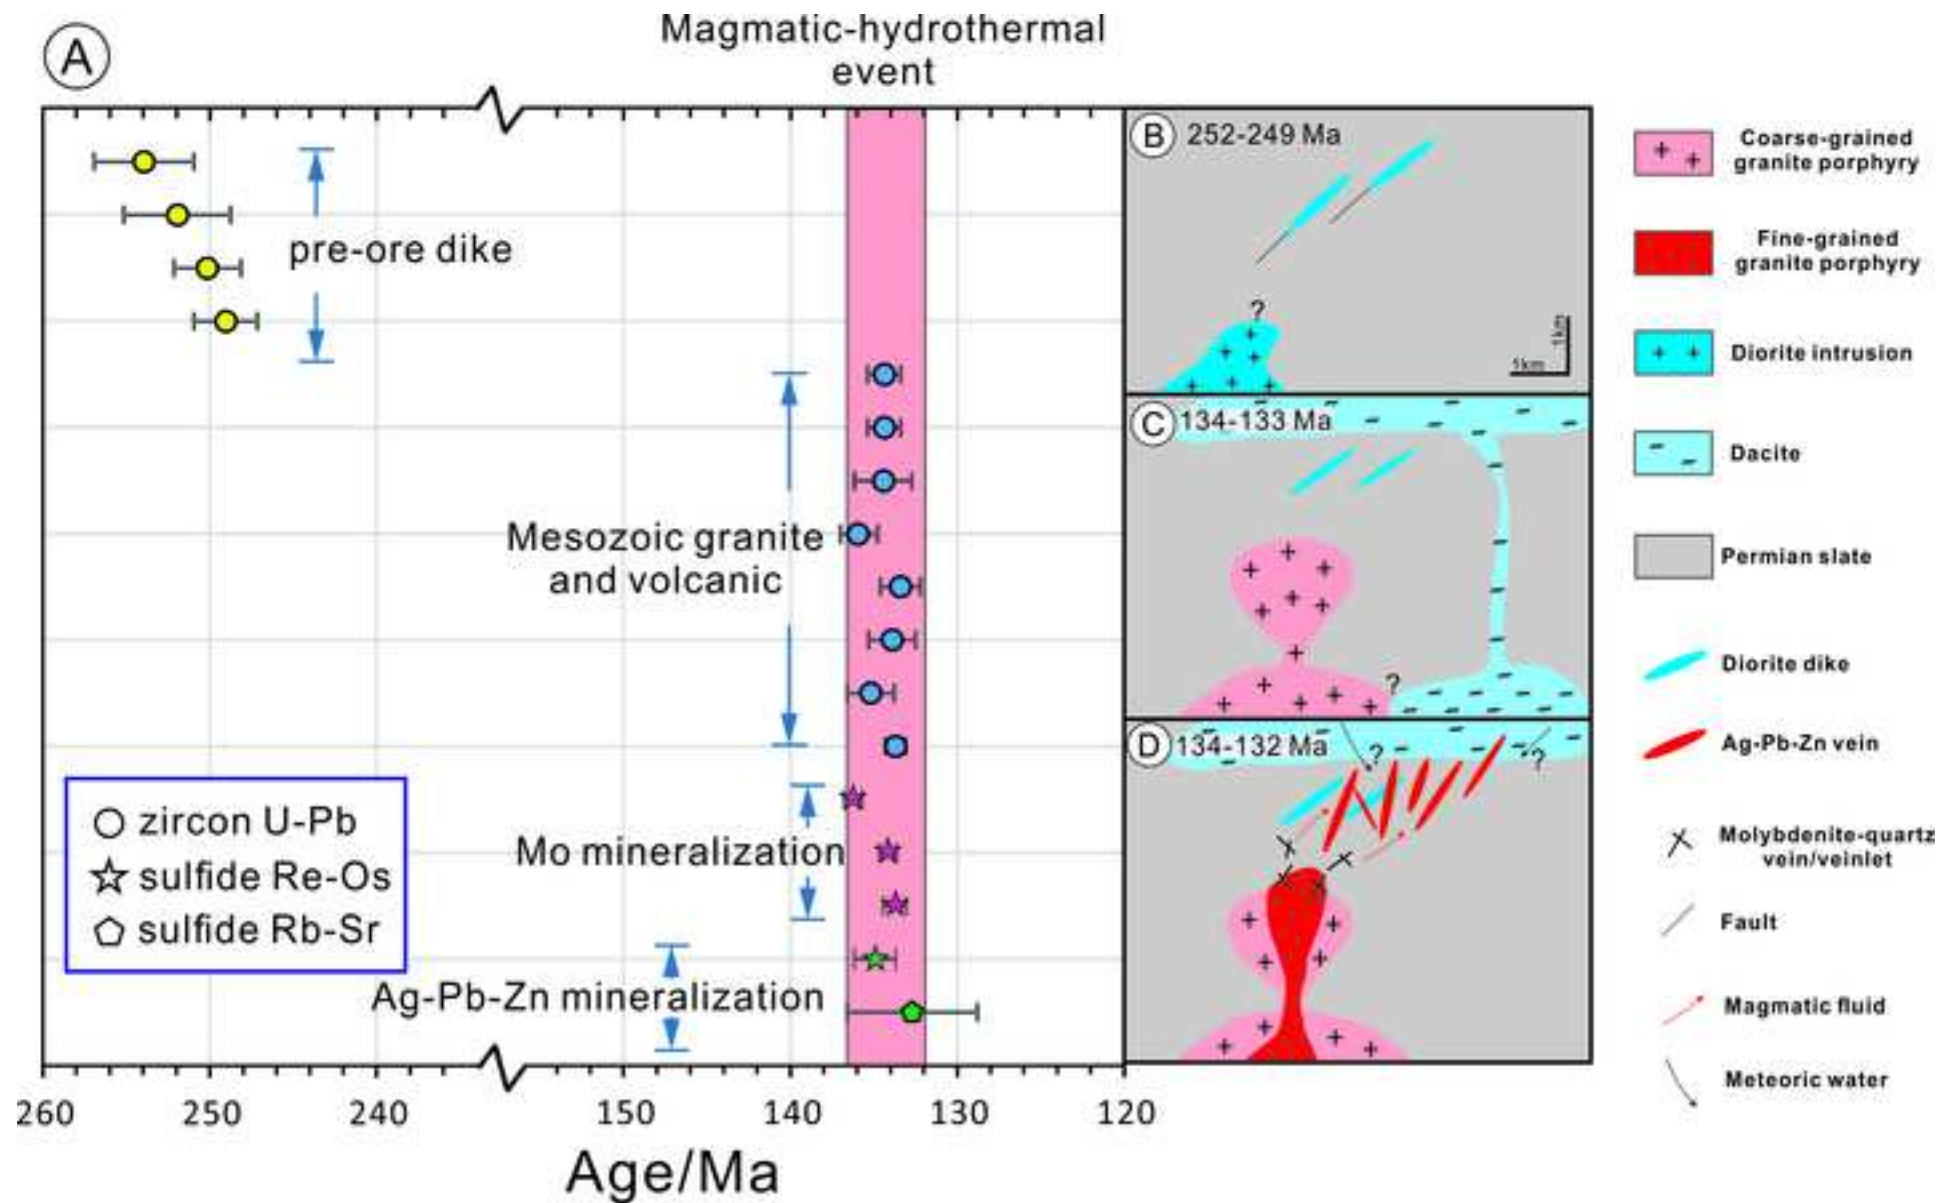 A
Magmatic-hydrothermal
event
pre-ore dike
Mesozoic granite
and volcanic
Mo mineralization
Ag-Pb-Zn mineralization
zircon U-Pb
sulfide Re-Os
sulfide Rb-Sr
260
250
240
150
140
130
120
Age/Ma
B
252-249 Ma
?
1km
1km
C
134-133 Ma
?
D
134-132 Ma
?
?
Coarse-grained
granite porphyry
Fine-grained
granite porphyry
Diorite intrusion
Dacite
Permian slate
Diorite dike
Ag-Pb-Zn vein
Molybdenite-quartz
vein/veinlet
Fault
Magmatic fluid
Meteoric water